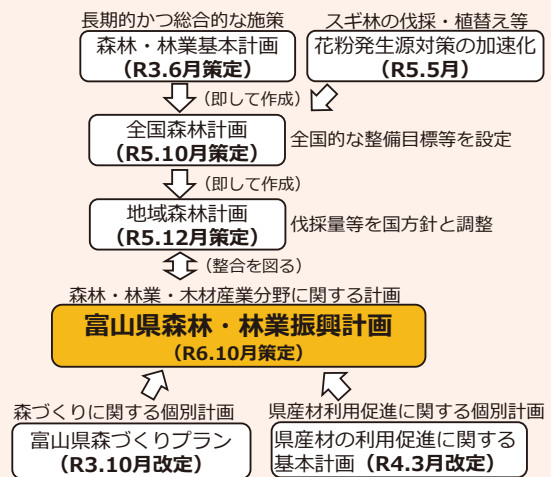 長期的かつ総合的な施策
スギ林の伐採・植替え等
森林・林業基本計画
(R3.6月策定)
花粉発生源対策の加速化
(R5.5月)
(即して作成)
全国森林計画
(R5.10月策定)
全国的な整備目標等を設定
(即して作成)
地域森林計画
(R5.12月策定)
伐採量等を国方針と調整
(整合を図る)
森林・林業・木材産業分野に関する計画
富山県森林・林業振興計画
(R6.10月策定)
森づくりに関する個別計画
富山県森づくりプラン
(R3.10月改定)
県産材利用促進に関する個別計画
県産材の利用促進に関する
基本計画(R4.3月改定)